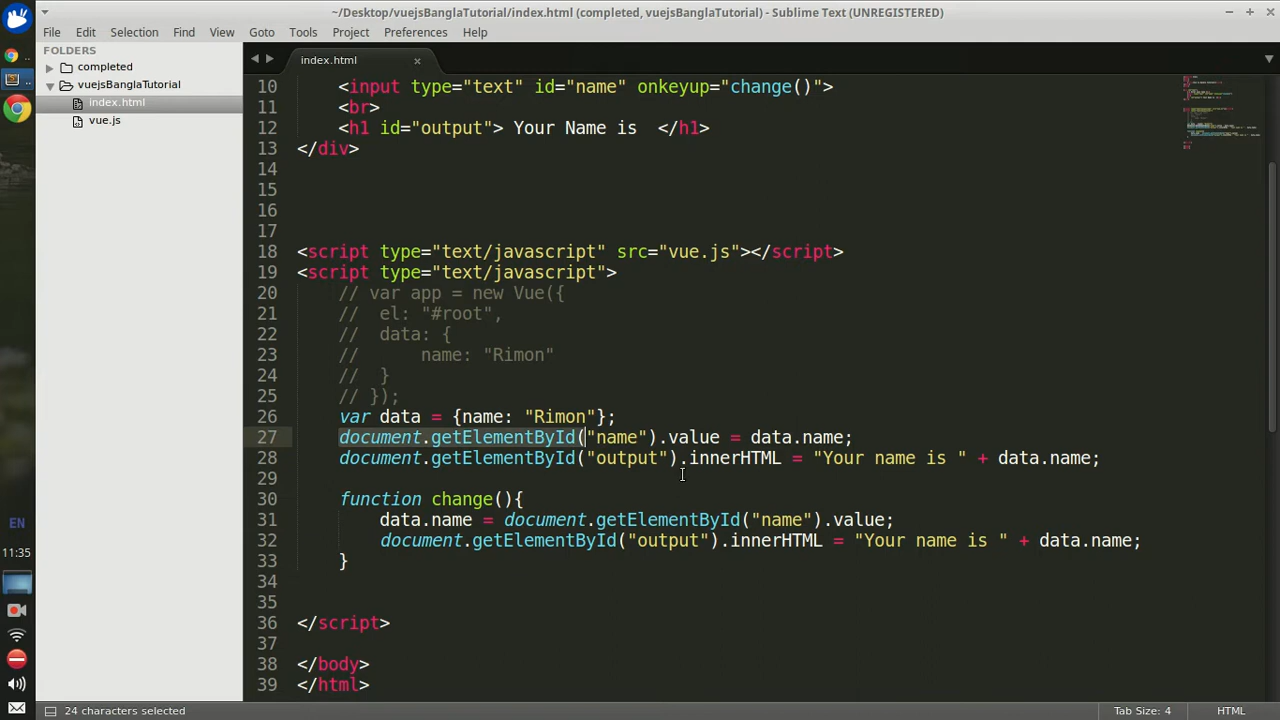 ~/Desktop/vuejsBanglaTutorial/index.html (completed, vuejsBanglaTutorial) - Sublime Text (UNREGISTERED)
File Edit Selection Find View Goto Tools Project Preferences Help
FOLDERS
completed
vuejsBanglaTutorial
index.html
vue.js
EN
11:35
index.html
10 <input type="text" id="name" onkeyup="change()">
11 <br>
12 <h1 id="output"> Your Name is  </h1>
13 </div>
14
15
16
17
18 <script type="text/javascript" src="vue.js"></script>
19 <script type="text/javascript">
20 // var app = new Vue({
21 // el: "#root",
22 // data: {
23 // name: "Rimon"
24 // }
25 // });
26 var data = {name: "Rimon"};
27 document.getElementById("name").value = data.name;
28 document.getElementById("output").innerHTML = "Your name is " + data.name;
29
30 function change(){
31 data.name = document.getElementById("name").value;
32 document.getElementById("output").innerHTML = "Your name is " + data.name;
33 }
34
35
36 </script>
37
38 </body>
39 </html>
24 characters selected
Tab Size: 4
HTML